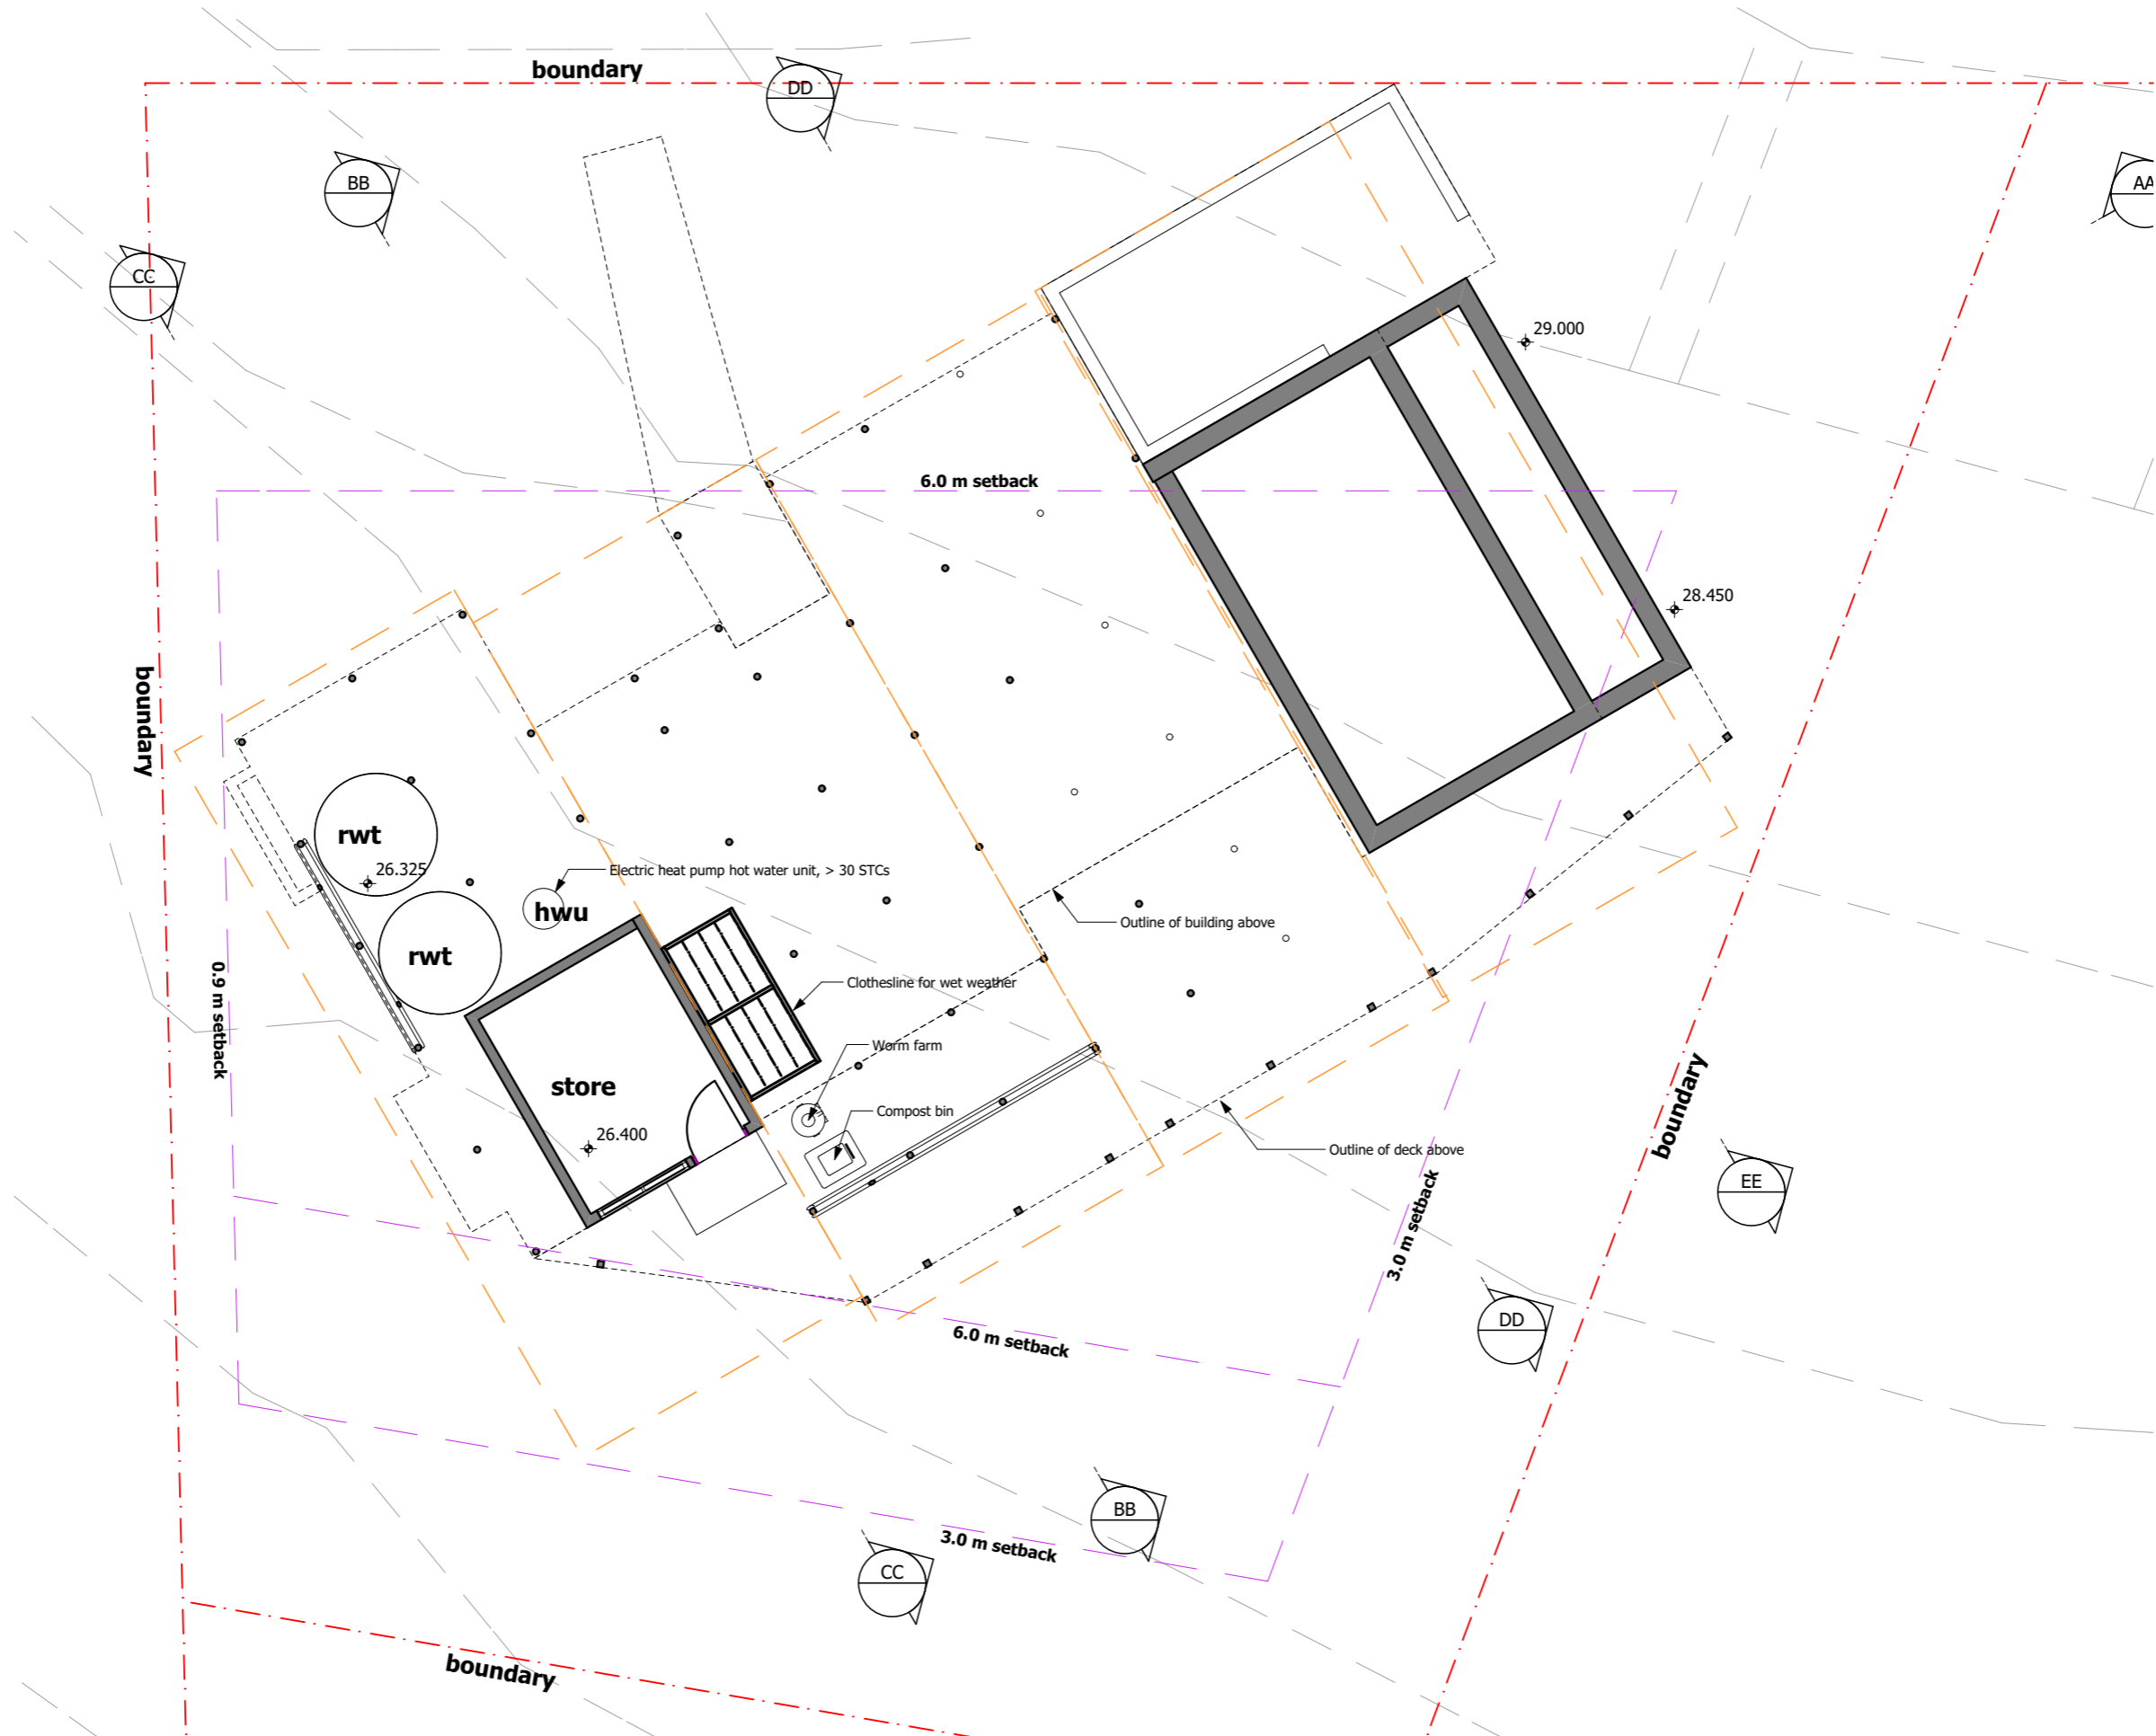 boundary
DD
BB
AA
CC
29.000
6.0 m setback
28.450
boundary
rwt
26.325
Electric heat pump hot water unit, > 30 STCs
hwu
Outline of building above
rwt
0.9 m setback
Clothesline for wet weather
Worm farm
store
Compost bin
26.400
Outline of deck above
boundary
EE
3.0 m setback
DD
6.0 m setback
BB
3.0 m setback
CC
boundary